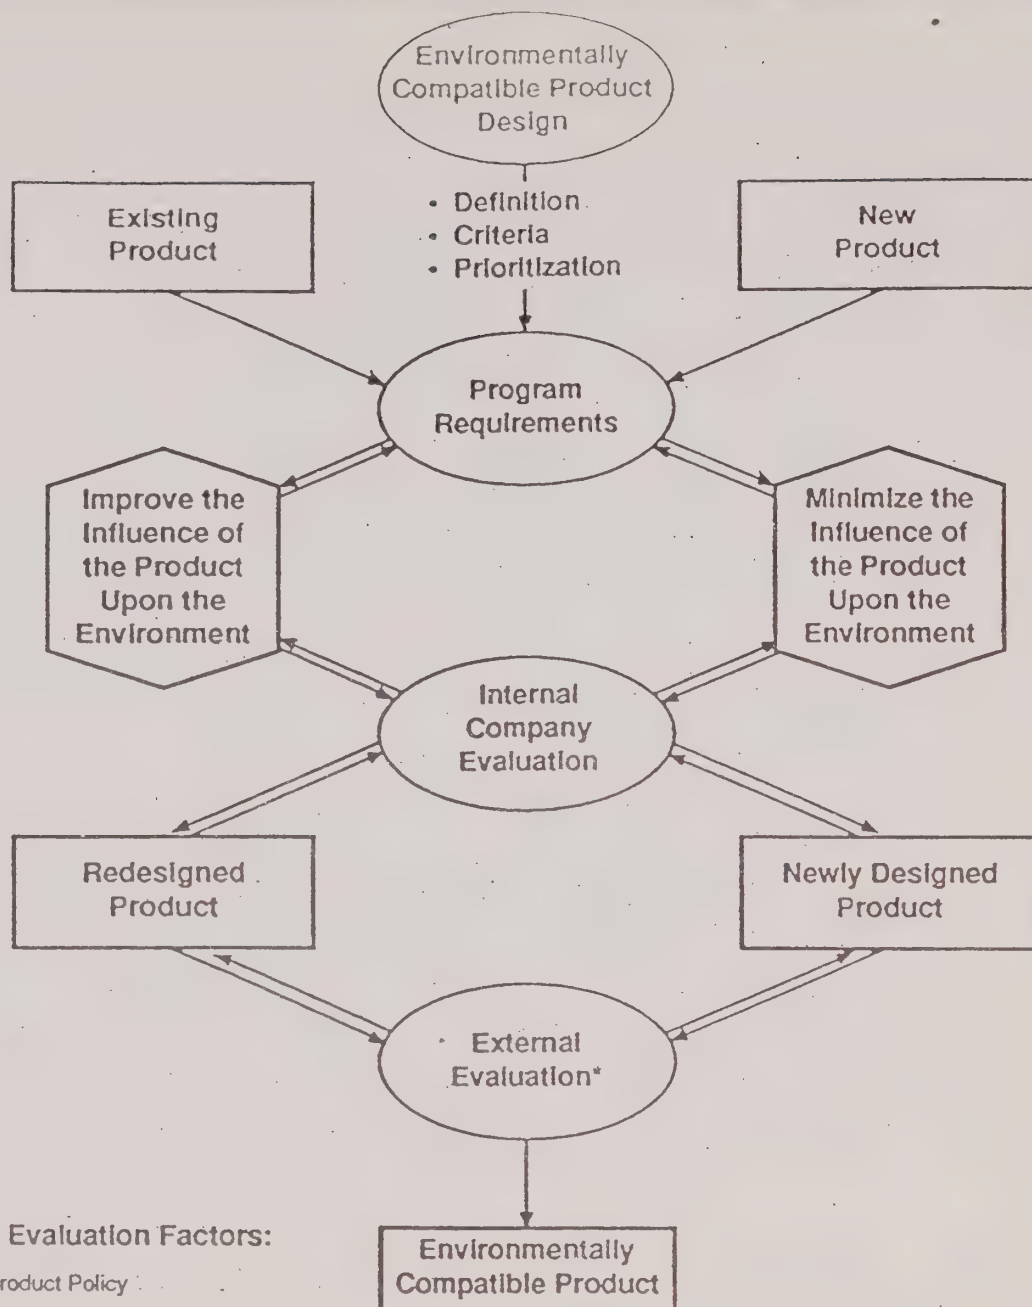 Environmentally
Compatible Product
Design
Existing
Product
• Definition
• Criteria
• Prioritization
New
Product
Program
Requirements
Improve the
Influence of
the Product
Upon the
Environment
Minimize the
Influence of
the Product
Upon the
Environment
Internal
Company
Evaluation
Redesigned
Product
Newly Designed
Product
External
Evaluation*
Evaluation Factors:
Policy
Environmentally
Compatible Product